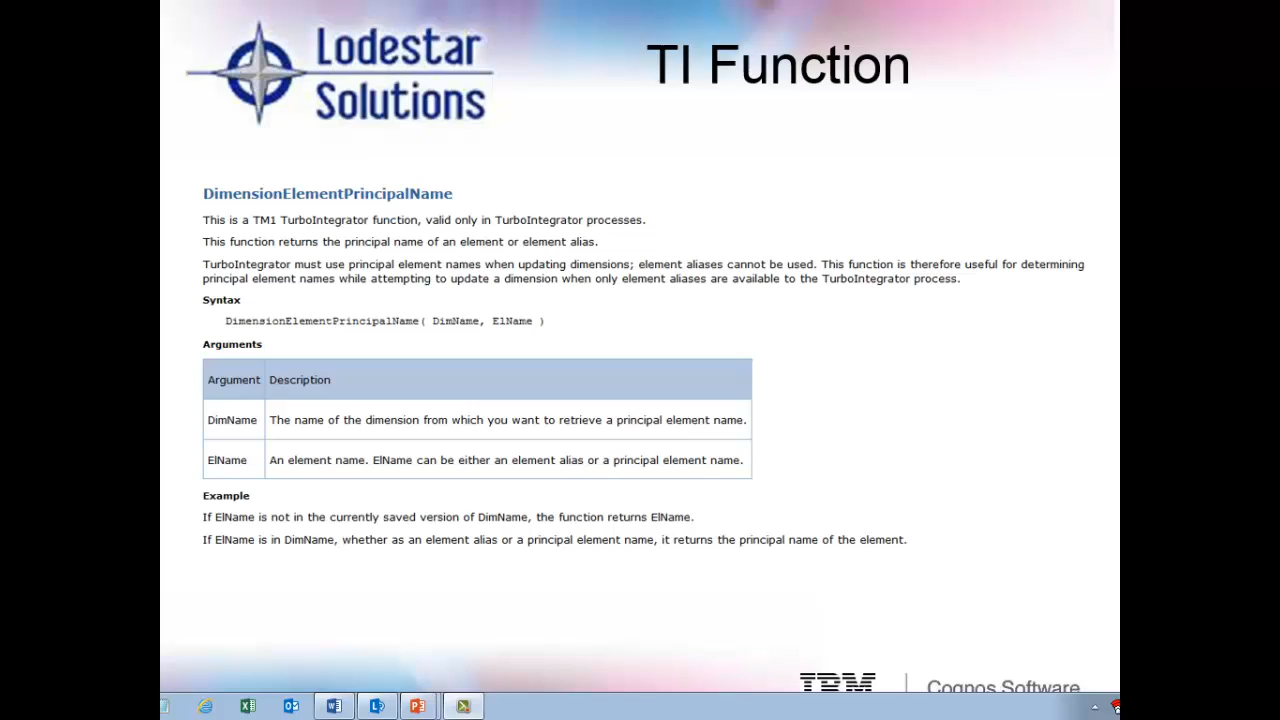 Lodestar
Solutions
TI Function
DimensionElementPrincipalName
This is a TM1 TurboIntegrator function, valid only in TurboIntegrator processes.
This function returns the principal name of an element or element alias.
TurboIntegrator must use principal element names when updating dimensions; element aliases cannot be used. This function is therefore useful for determining
principal element names while attempting to update a dimension when only element aliases are available to the TurboIntegrator process.
Syntax
DimensionElementPrincipalName( DimName, ElName )
Arguments
Argument Description
DimName The name of the dimension from which you want to retrieve a principal element name.
ElName An element name. ElName can be either an element alias or a principal element name.
Example
If ElName is not in the currently saved version of DimName, the function returns ElName.
If ElName is in DimName, whether as an element alias or a principal element name, it returns the principal name of the element.
IBM | Cognos Software